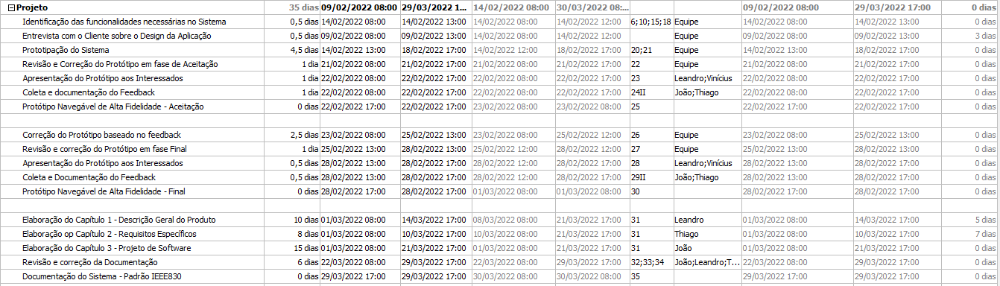 Projeto 35 dias 09/02/2022 08:00 29/03/2022 1... 14/02/2022 08:00 30/03/2022 08:... 09/02/2022 08:00 29/03/2022 17:00 0 dias
Identificação das funcionalidades necessárias no Sistema 0,5 dias 14/02/2022 08:00 14/02/2022 13:00 14/02/2022 08:00 14/02/2022 12:00 6;10;15;18 Equipe 14/02/2022 08:00 14/02/2022 13:00 0 dias
Entrevista com o Cliente sobre o Design da Aplicação 0,5 dias 09/02/2022 08:00 09/02/2022 13:00 14/02/2022 08:00 14/02/2022 12:00 Equipe 09/02/2022 08:00 09/02/2022 13:00 3 dias
Prototipação do Sistema 4,5 dias 14/02/2022 13:00 18/02/2022 17:00 14/02/2022 12:00 18/02/2022 17:00 20;21 Equipe 14/02/2022 13:00 18/02/2022 17:00 0 dias
Revisão e Correção do Protótipo em fase de Aceitação 1 dia 21/02/2022 08:00 21/02/2022 17:00 21/02/2022 08:00 21/02/2022 17:00 22 Equipe 21/02/2022 08:00 21/02/2022 17:00 0 dias
Apresentação do Protótipo aos Interessados 1 dia 22/02/2022 08:00 22/02/2022 17:00 22/02/2022 08:00 22/02/2022 17:00 23 Leandro;Vinícius 22/02/2022 08:00 22/02/2022 17:00 0 dias
Coleta e documentação do Feedback 1 dia 22/02/2022 08:00 22/02/2022 17:00 22/02/2022 08:00 22/02/2022 17:00 24II João;Thiago 22/02/2022 08:00 22/02/2022 17:00 0 dias
Protótipo Navegável de Alta Fidelidade - Aceitação 0 dias 22/02/2022 17:00 22/02/2022 17:00 23/02/2022 08:00 23/02/2022 08:00 25 22/02/2022 17:00 22/02/2022 17:00 0 dias
Correção do Protótipo baseado no feedback 2,5 dias 23/02/2022 08:00 25/02/2022 13:00 23/02/2022 08:00 25/02/2022 12:00 26 Equipe 23/02/2022 08:00 25/02/2022 13:00 0 dias
Revisão e correção do Protótipo em fase Final 1 dia 25/02/2022 13:00 28/02/2022 13:00 25/02/2022 12:00 28/02/2022 12:00 27 Equipe 25/02/2022 13:00 28/02/2022 13:00 0 dias
Apresentação do Protótipo aos Interessados 0,5 dias 28/02/2022 13:00 28/02/2022 17:00 28/02/2022 12:00 28/02/2022 17:00 28 Leandro;Vinícius 28/02/2022 13:00 28/02/2022 17:00 0 dias
Coleta e Documentação do Feedback 0,5 dias 28/02/2022 13:00 28/02/2022 17:00 28/02/2022 12:00 28/02/2022 17:00 29II João;Thiago 28/02/2022 13:00 28/02/2022 17:00 0 dias
Protótipo Navegável de Alta Fidelidade - Final 0 dias 28/02/2022 17:00 28/02/2022 17:00 01/03/2022 08:00 01/03/2022 08:00 30 28/02/2022 17:00 28/02/2022 17:00 0 dias
Elaboração do Capítulo 1 - Descrição Geral do Produto 10 dias 01/03/2022 08:00 14/03/2022 17:00 08/03/2022 08:00 21/03/2022 17:00 31 Leandro 01/03/2022 08:00 14/03/2022 17:00 5 dias
Elaboração op Capítulo 2 - Requisitos Específicos 8 dias 01/03/2022 08:00 10/03/2022 17:00 10/03/2022 08:00 21/03/2022 17:00 31 Thiago 01/03/2022 08:00 10/03/2022 17:00 7 dias
Elaboração do Capítulo 3 - Projeto de Software 15 dias 01/03/2022 08:00 21/03/2022 17:00 01/03/2022 08:00 21/03/2022 17:00 31 João 01/03/2022 08:00 21/03/2022 17:00 0 dias
Revisão e correção da Documentação 6 dias 22/03/2022 08:00 29/03/2022 17:00 22/03/2022 08:00 29/03/2022 17:00 32;33;34 João;Leandro;T... 22/03/2022 08:00 29/03/2022 17:00 0 dias
Documentação do Sistema - Padrão IEEE830 0 dias 29/03/2022 17:00 29/03/2022 17:00 30/03/2022 08:00 30/03/2022 08:00 35 29/03/2022 17:00 29/03/2022 17:00 0 dias